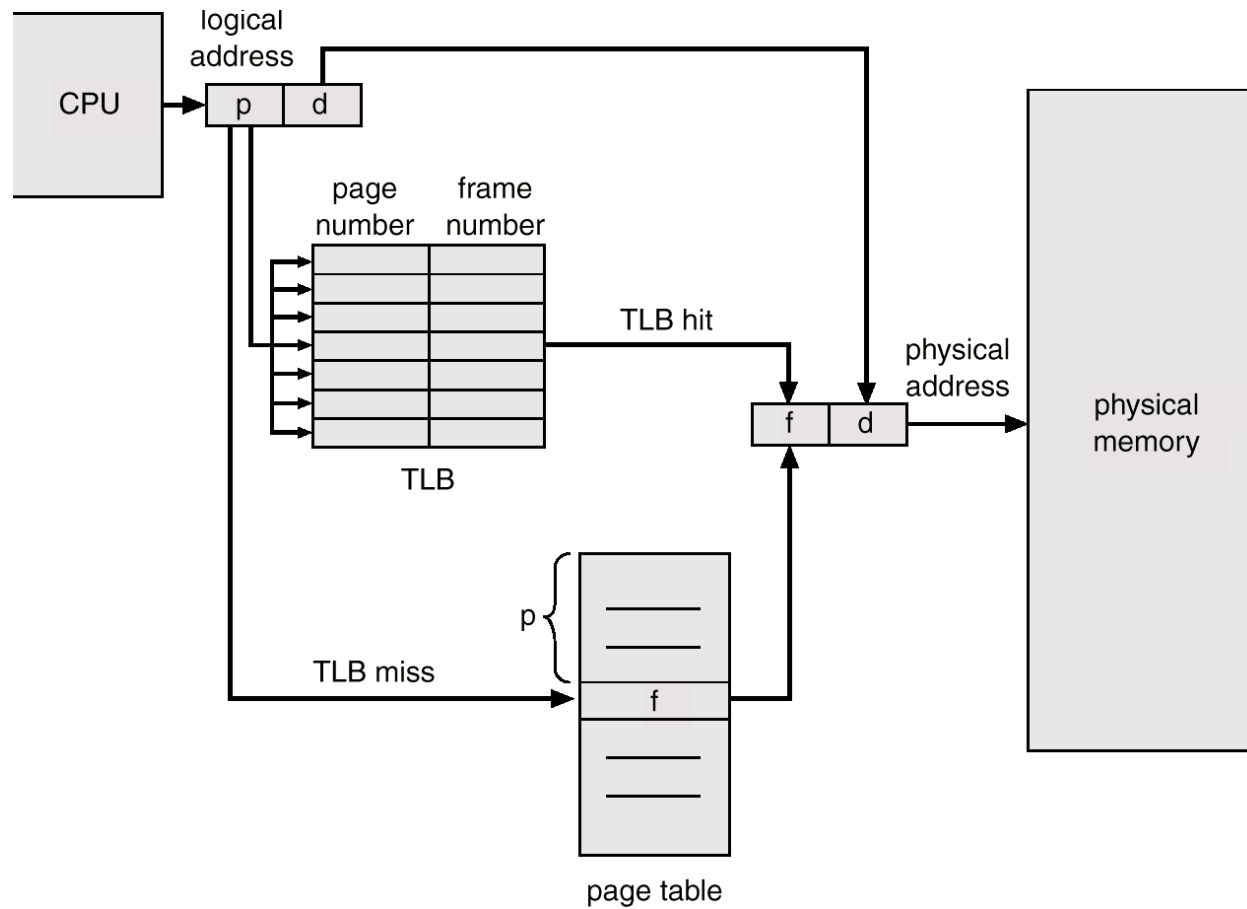 logical
address
CPU
p
d
page
number
frame
number
TLB hit
physical
address
f
d
physical
memory
TLB
p
TLB miss
f
page table